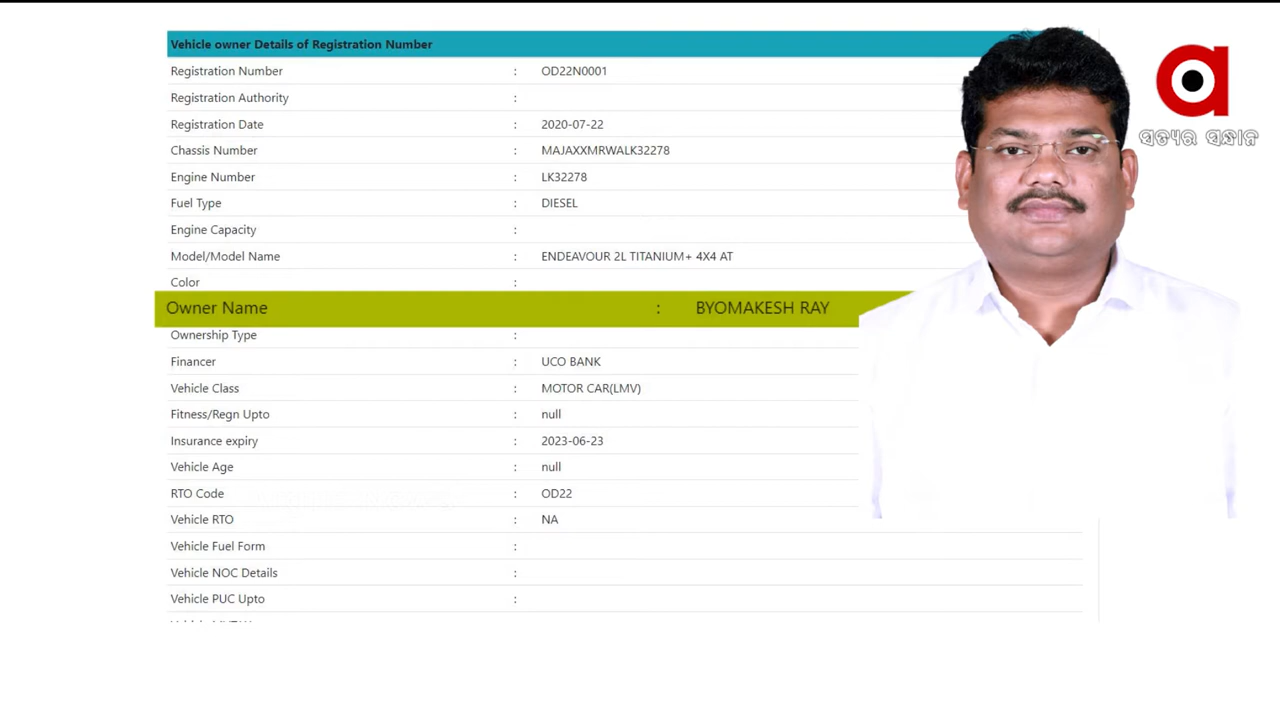 Vehicle owner Details of Registration Number
Registration Number : OD22N0001
Registration Authority :
Registration Date : 2020-07-22
Chassis Number : MAJAXXMRWALK32278
Engine Number : LK32278
Fuel Type : DIESEL
Engine Capacity :
Model/Model Name : ENDEAVOUR 2L TITANIUM+ 4X4 AT
Color :
Owner Name : BYOMAKESH RAY
Ownership Type :
Financer : UCO BANK
Vehicle Class : MOTOR CAR(LMV)
Fitness/Regn Upto : null
Insurance expiry : 2023-06-23
Vehicle Age : null
RTO Code : OD22
Vehicle RTO : NA
Vehicle Fuel Form :
Vehicle NOC Details :
Vehicle PUC Upto :
a
ସତ୍ୟର ସନ୍ଧାନ